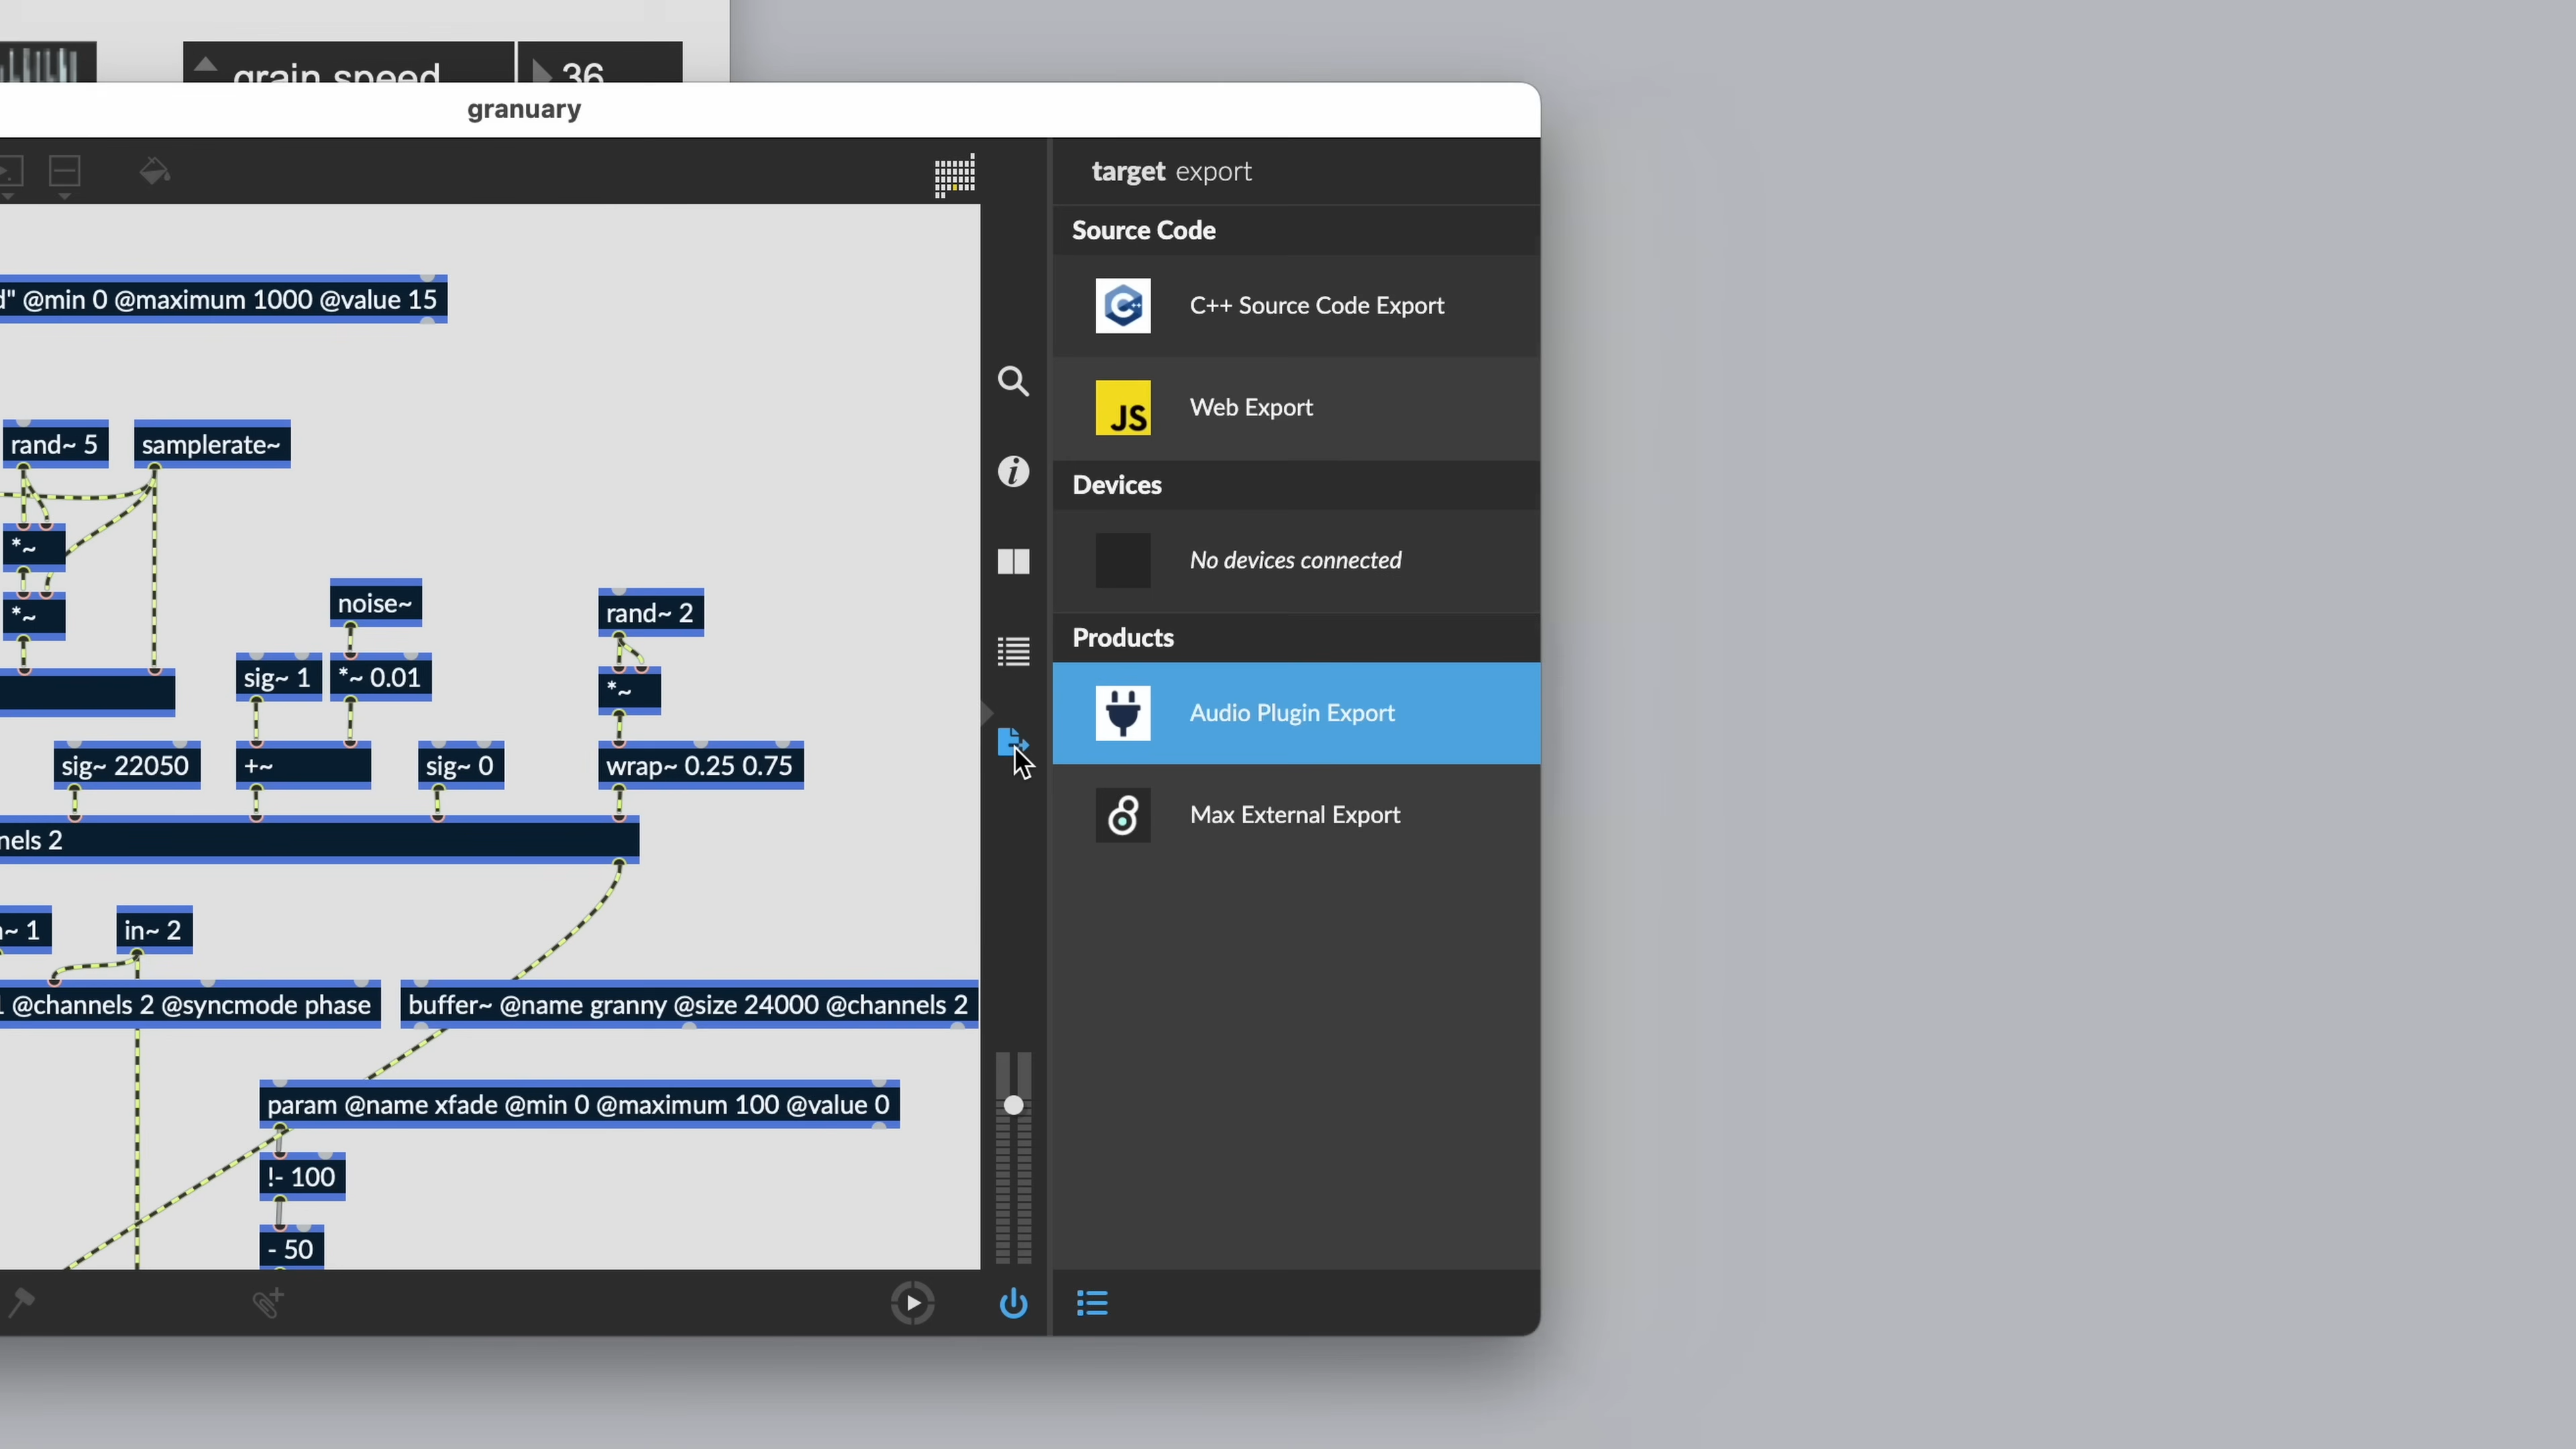 grain speed 36
granuary
target export
Source Code
d" @min 0 @maximum 1000 @value 15
C++ Source Code Export
JS Web Export
rand~ 5 samplerate~
Devices
*~
No devices connected
noise~
*~
rand~ 2
Products
sig~ 1 *~ 0.01
*~
Audio Plugin Export
sig~ 22050 +~ sig~ 0 wrap~ 0.25 0.75
Max External Export
nels 2
~ 1 in~ 2
@channels 2 @syncmode phase
buffer~ @name granny @size 24000 @channels 2
param @name xfade @min 0 @maximum 100 @value 0
!- 100
- 50